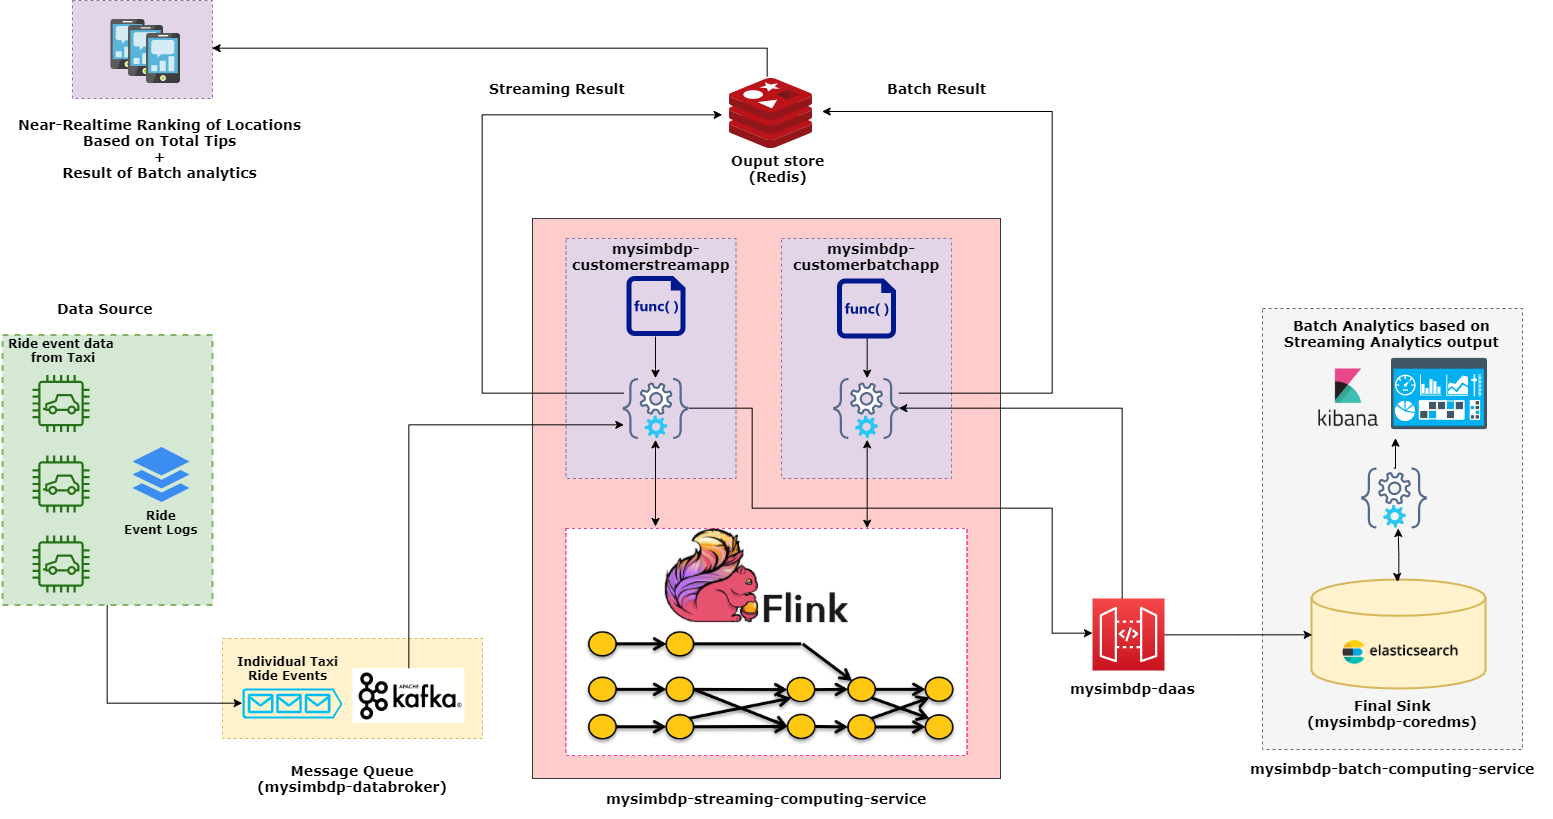 Near-Realtime Ranking of Locations
Based on Total Tips
+
Result of Batch analytics
Streaming Result
Batch Result
Ouput store
(Redis)
mysimbdp-
customerstreamapp
func( )
mysimbdp-
customerbatchapp
func( )
Data Source
Ride event data
from Taxi
Ride
Event Logs
Individual Taxi
Ride Events
APACHE
kafka
Message Queue
(mysimbdp-databroker)
Flink
mysimbdp-streaming-computing-service
mysimbdp-daas
Batch Analytics based on
Streaming Analytics output
kibana
elasticsearch
Final Sink
(mysimbdp-coredms)
mysimbdp-batch-computing-service